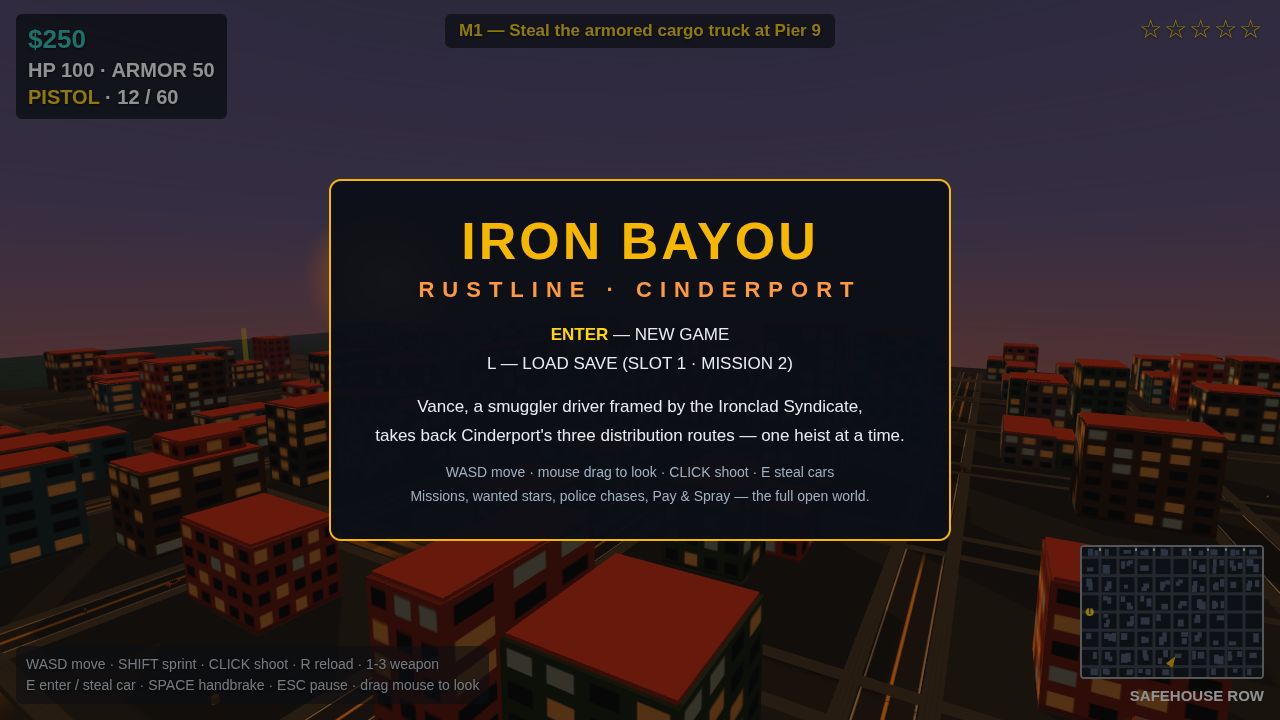 $250
HP 100 · ARMOR 50
PISTOL · 12 / 60
M1 — Steal the armored cargo truck at Pier 9
☆☆☆☆☆
IRON BAYOU
RUSTLINE · CINDERPORT
ENTER — NEW GAME
L — LOAD SAVE (SLOT 1 · MISSION 2)
Vance, a smuggler driver framed by the Ironclad Syndicate,
takes back Cinderport's three distribution routes — one heist at a time.
WASD move · mouse drag to look · CLICK shoot · E steal cars
Missions, wanted stars, police chases, Pay & Spray — the full open world.
WASD move · SHIFT sprint · CLICK shoot · R reload · 1-3 weapon
E enter / steal car · SPACE handbrake · ESC pause · drag mouse to look
SAFEHOUSE ROW